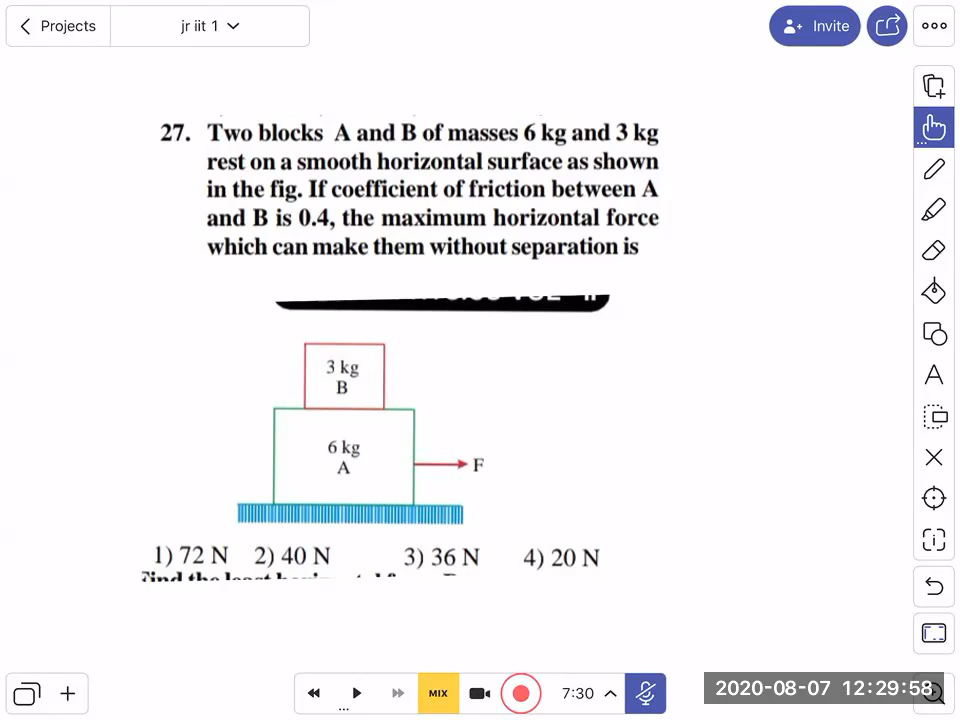 Projects
jr iit 1
Invite
27. Two blocks A and B of masses 6 kg and 3 kg
rest on a smooth horizontal surface as shown
in the fig. If coefficient of friction between A
and B is 0.4, the maximum horizontal force
which can make them without separation is
3 kg
B
6 kg
A
F
1) 72 N 2) 40 N 3) 36 N 4) 20 N
MIX
7:30
2020-08-07 12:29:58